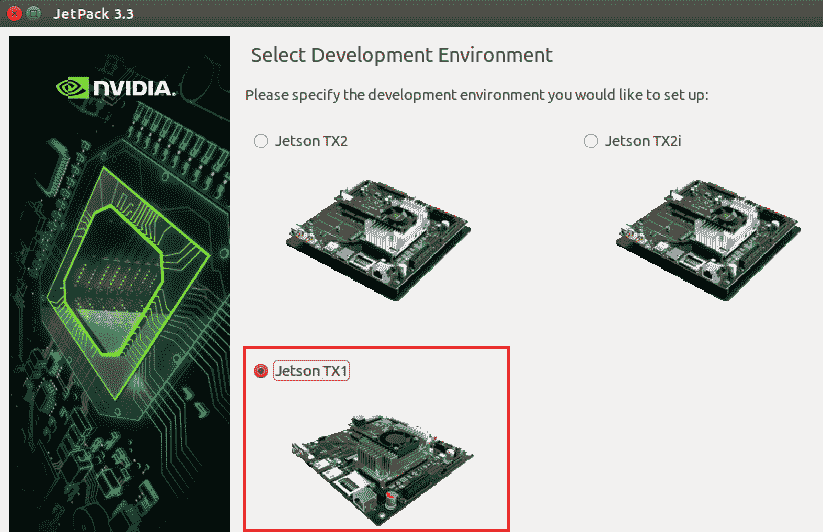 JetPack 3.3
NVIDIA.
Select Development Environment
Please specify the development environment you would like to set up:
Jetson TX2
Jetson TX2i
Jetson TX1